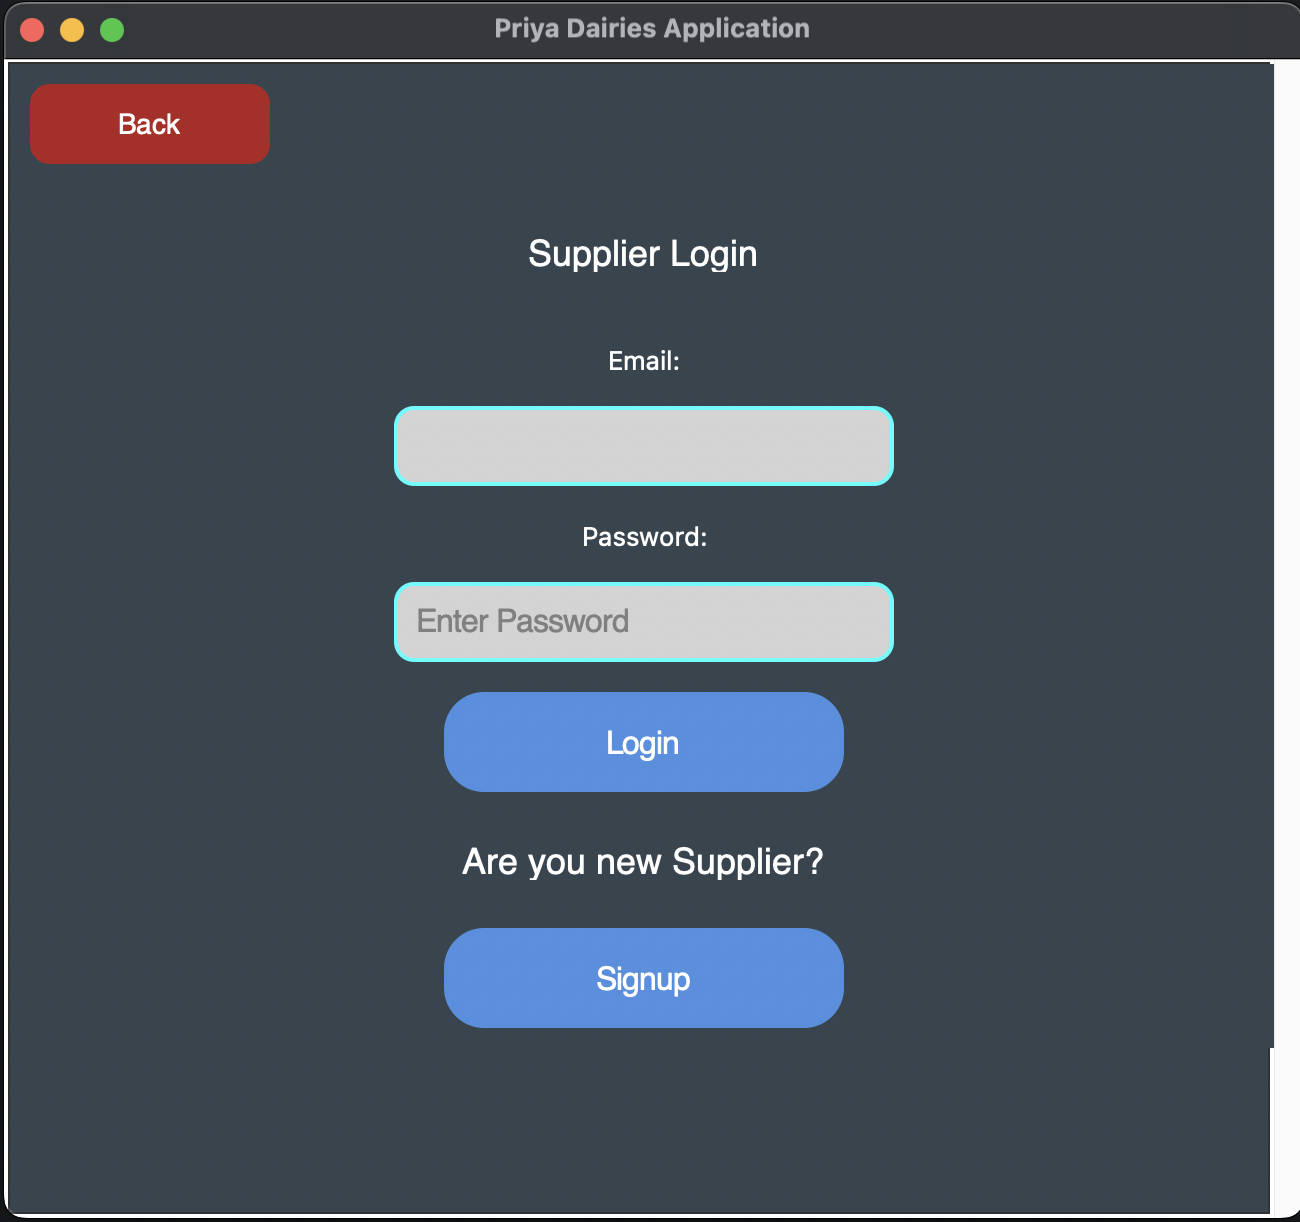 Priya Dairies Application
Back
Supplier Login
Email:
Password:
Enter Password
Login
Are you new Supplier?
Signup